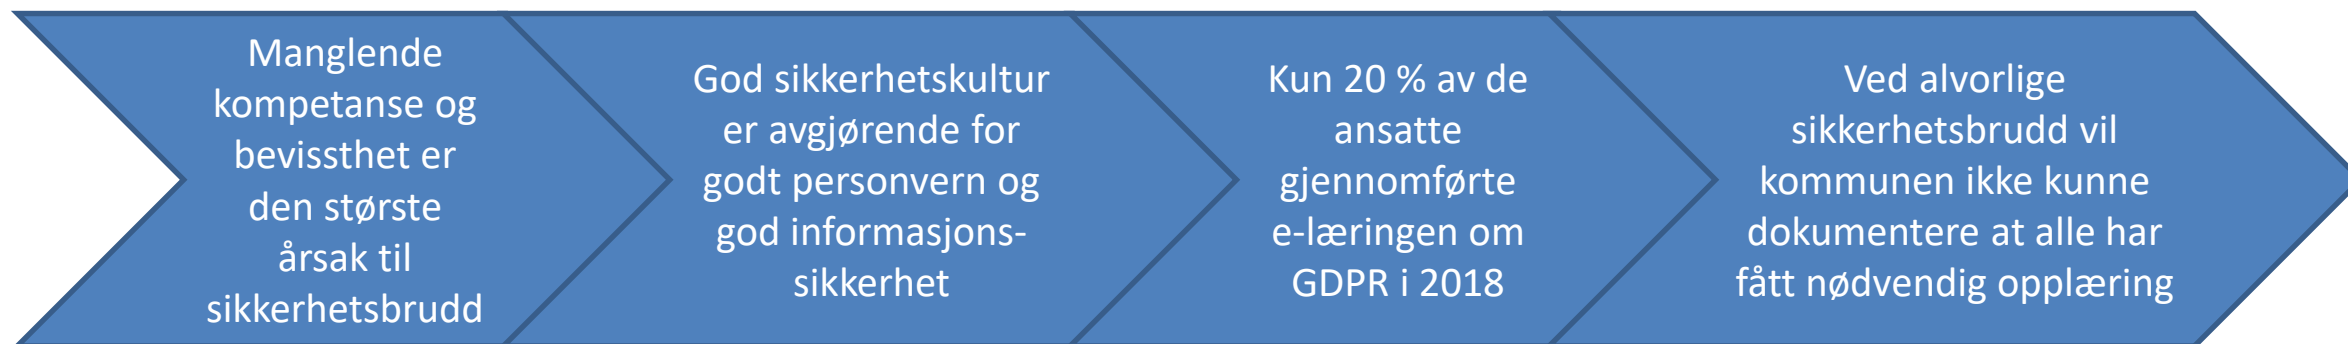 Manglende
kompetanse og
bevissthet er
den største
årsak til
sikkerhetsbrudd
God sikkerhetskultur
er avgjørende for
godt personvern og
god informasjons-
sikkerhet
Kun 20 % av de
ansatte
gjennomførte
e-læringen om
GDPR i 2018
Ved alvorlige
sikkerhetsbrudd vil
kommunen ikke kunne
dokumentere at alle har
fått nødvendig opplæring